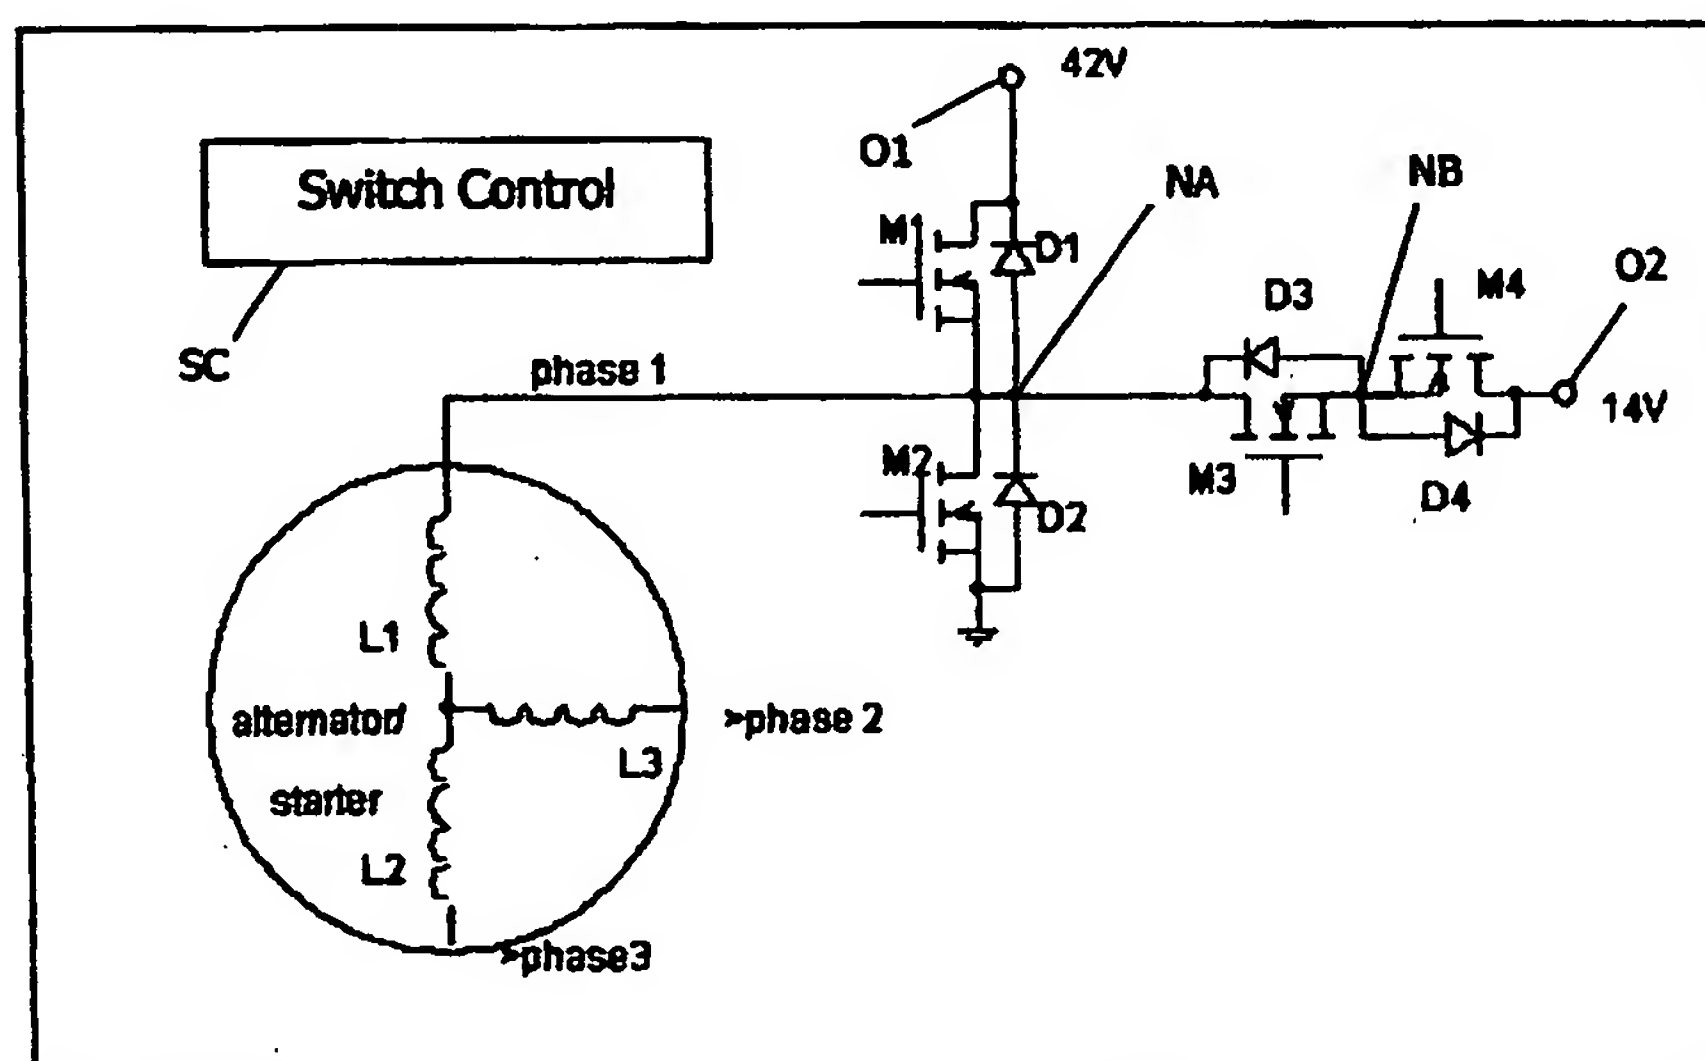 42V
O1
Switch Control
NA
NB
M1
D1
O2
M4
D3
SC
phase 1
14V
M2
M3
D4
D2
L1
alternator/
>phase 2
L3
starter
L2
>phase3